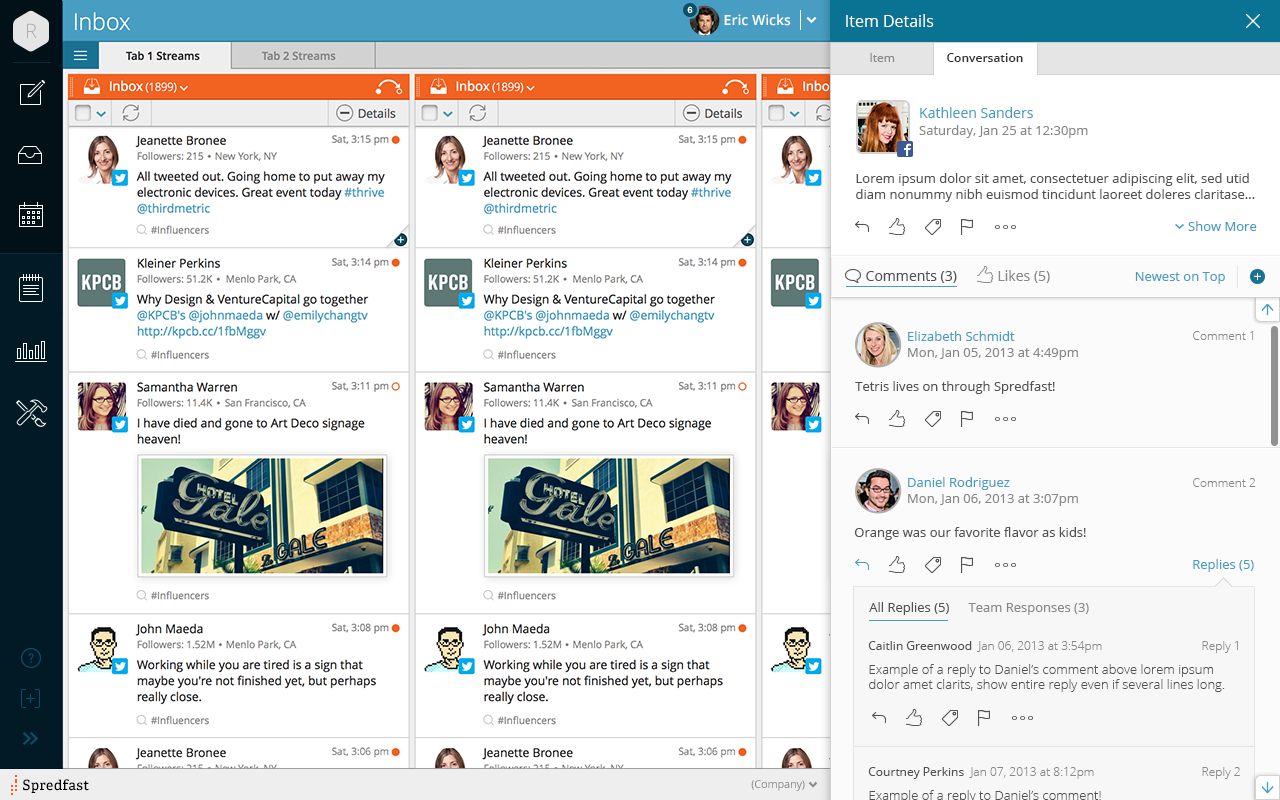 R
Inbox
6
Eric Wicks
Tab 1 Streams
Tab 2 Streams
Inbox (1899)
Details
Jeanette Bronee
Sat, 3:15 pm
Followers: 215 • New York, NY
All tweeted out. Going home to put away my
electronic devices. Great event today #thrive
@thirdmetric
#Influencers
KPCB
Kleiner Perkins
Sat, 3:14 pm
Followers: 51.2K • Menlo Park, CA
Why Design & VentureCapital go together
@KPCB's @johnmaeda w/ @emilychangtv
http://kpcb.cc/1fbMggv
#Influencers
Samantha Warren
Sat, 3:11 pm
Followers: 11.4K • San Francisco, CA
I have died and gone to Art Deco signage
heaven!
HOTEL
Gale
GALE
#Influencers
John Maeda
Sat, 3:08 pm
Followers: 1.52M • Menlo Park, CA
Working while you are tired is a sign that
maybe you're not finished yet, but perhaps
really close.
#Influencers
Jeanette Bronee
Sat, 3:06 pm
Followers: 215 • New York, NY
Inbox (1899)
Details
Jeanette Bronee
Sat, 3:15 pm
Followers: 215 • New York, NY
All tweeted out. Going home to put away my
electronic devices. Great event today #thrive
@thirdmetric
#Influencers
KPCB
Kleiner Perkins
Sat, 3:14 pm
Followers: 51.2K • Menlo Park, CA
Why Design & VentureCapital go together
@KPCB's @johnmaeda w/ @emilychangtv
http://kpcb.cc/1fbMggv
#Influencers
Samantha Warren
Sat, 3:11 pm
Followers: 11.4K • San Francisco, CA
I have died and gone to Art Deco signage
heaven!
HOTEL
Gale
GALE
#Influencers
John Maeda
Sat, 3:08 pm
Followers: 1.52M • Menlo Park, CA
Working while you are tired is a sign that
maybe you're not finished yet, but perhaps
really close.
#Influencers
Jeanette Bronee
Sat, 3:06 pm
Followers: 215 • New York, NY
Inbo
KPCB
Spredfast
(Company)
Item Details
Item
Conversation
Kathleen Sanders
Saturday, Jan 25 at 12:30pm
Lorem ipsum dolor sit amet, consectetuer adipiscing elit, sed utid
diam nonummy nibh euismod tincidunt laoreet dolores claritase...
Show More
Comments (3)
Likes (5)
Newest on Top
Elizabeth Schmidt
Comment 1
Mon, Jan 05, 2013 at 4:49pm
Tetris lives on through Spredfast!
Daniel Rodriguez
Comment 2
Mon, Jan 06, 2013 at 3:07pm
Orange was our favorite flavor as kids!
Replies (5)
All Replies (5)
Team Responses (3)
Caitlin Greenwood Jan 06, 2013 at 3:54pm
Reply 1
Example of a reply to Daniel's comment above lorem ipsum
dolor amet clarits, show entire reply even if several lines long.
Courtney Perkins Jan 07, 2013 at 8:12pm
Reply 2
Example of a reply to Daniel's comment!